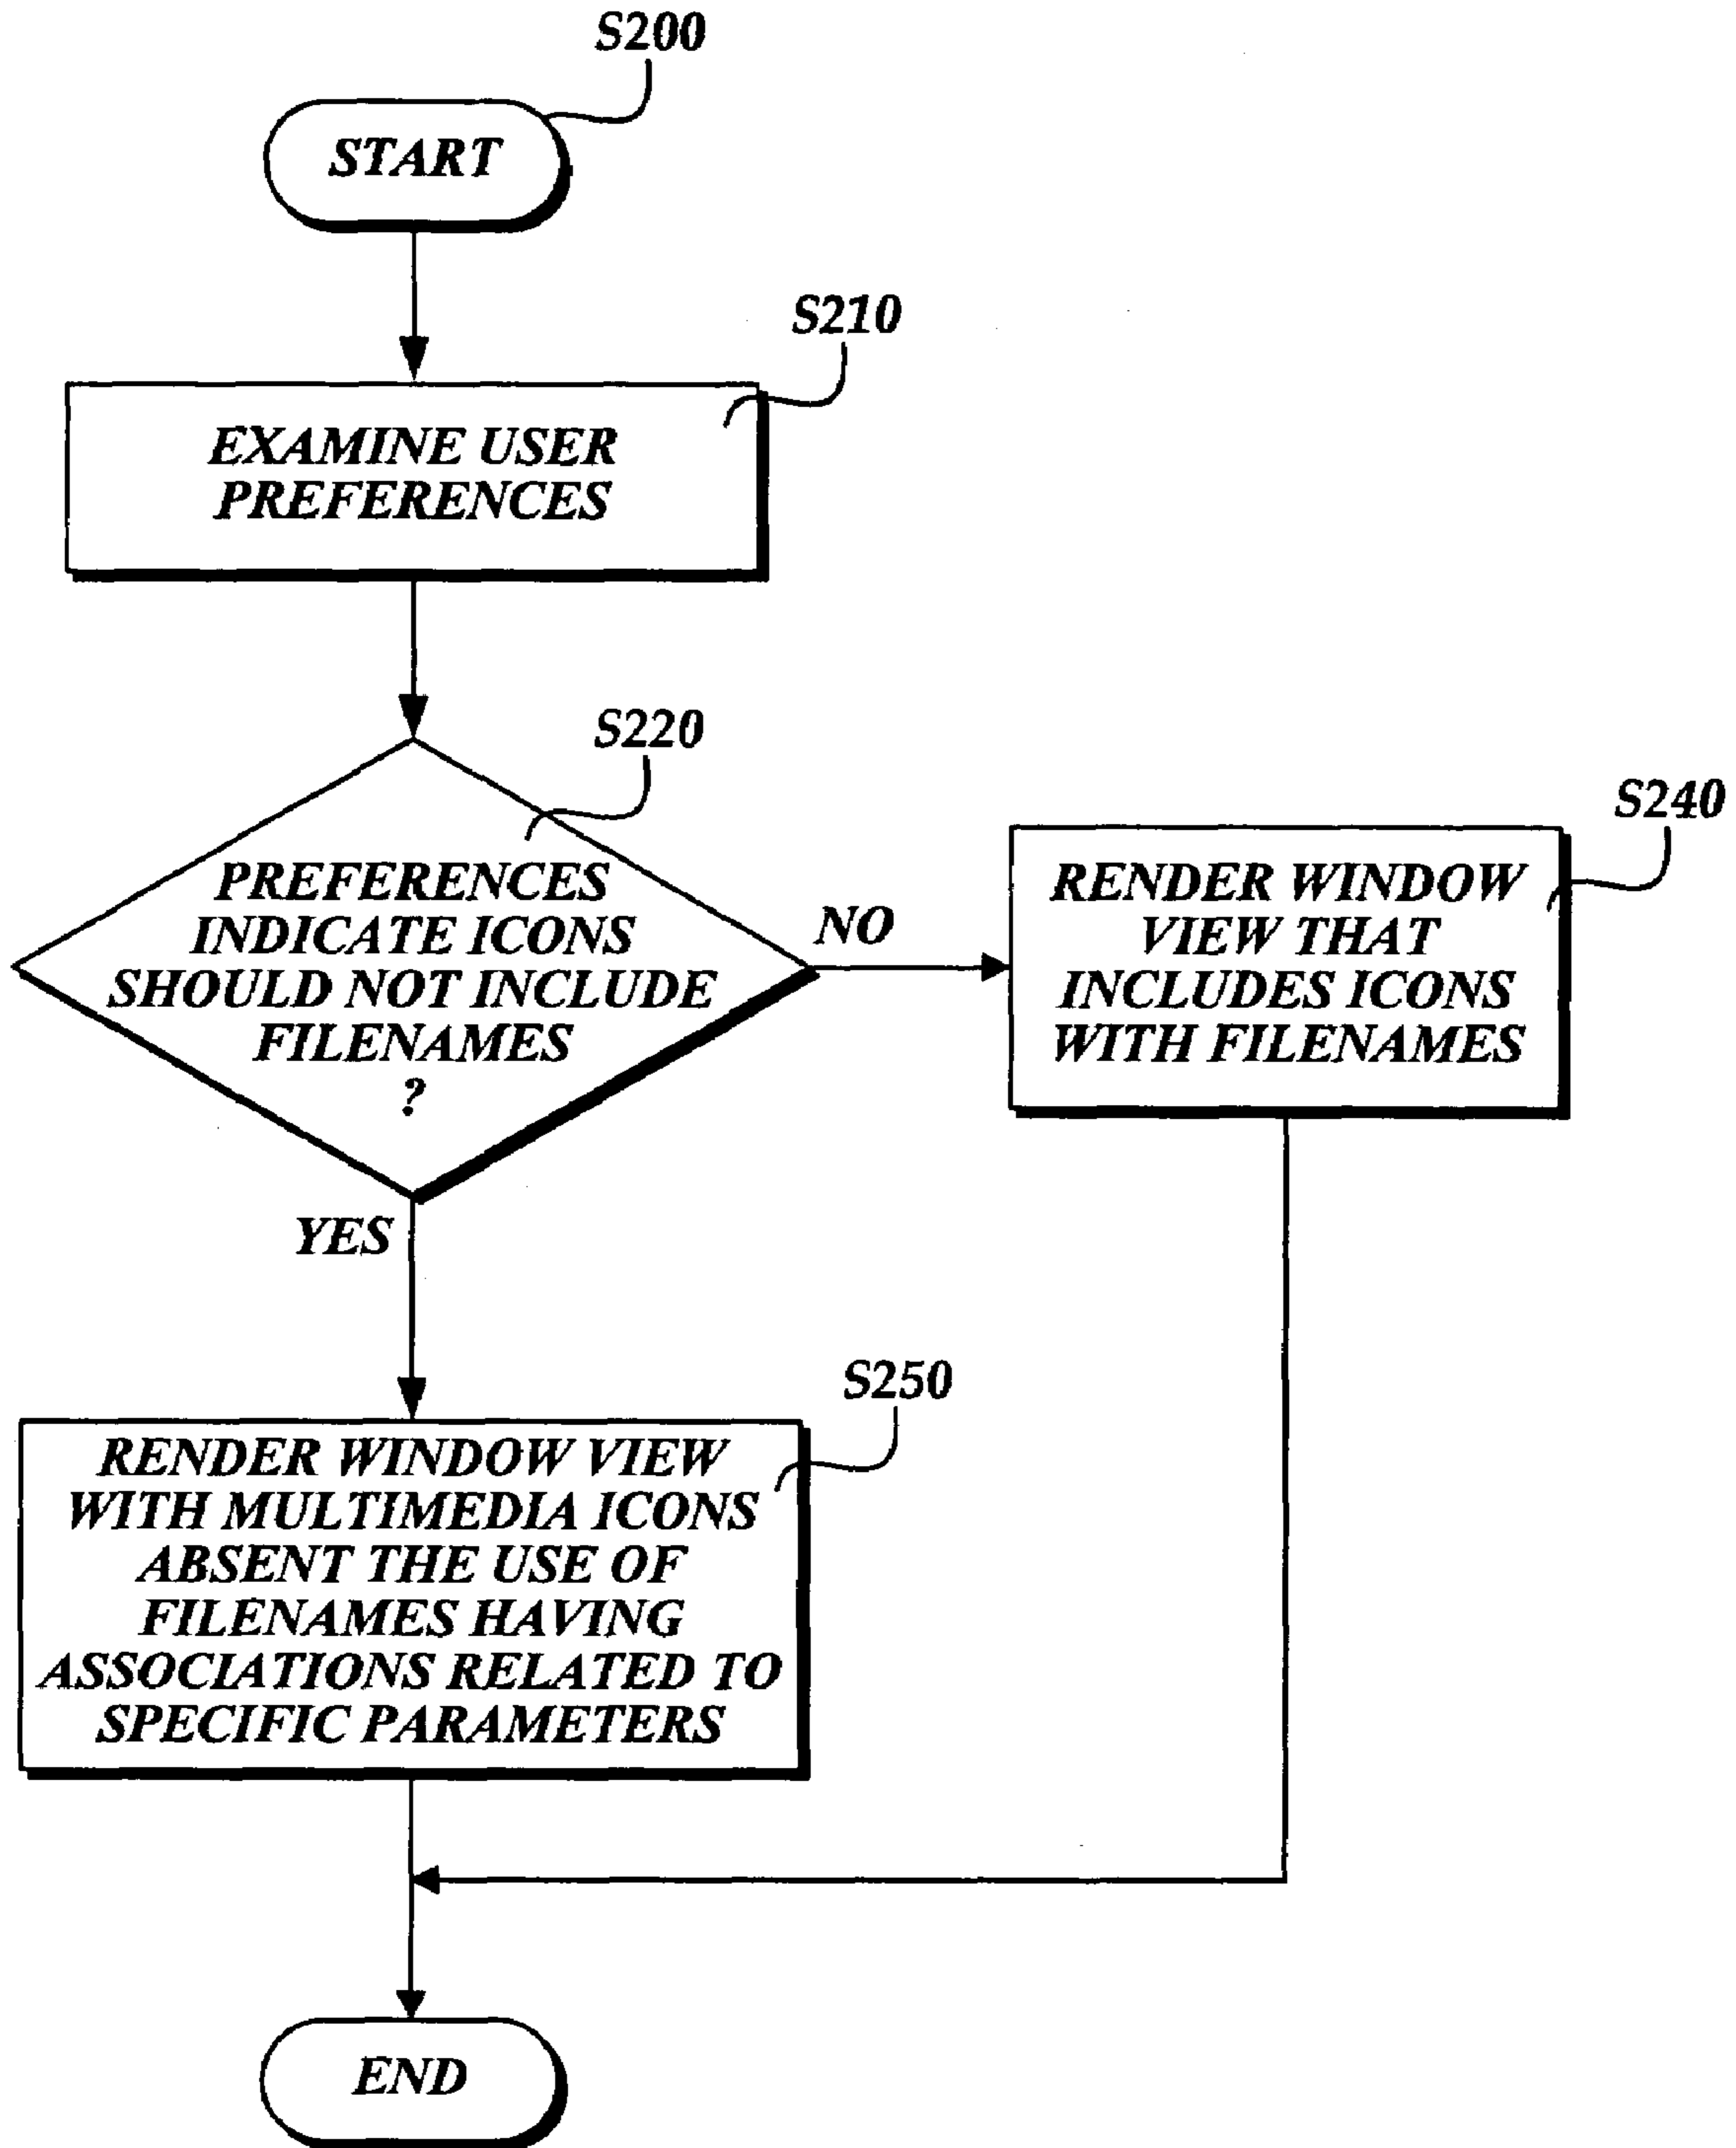 S200
START
S210
EXAMINE USER
PREFERENCES
S220
PREFERENCES
INDICATE ICONS
SHOULD NOT INCLUDE
FILENAMES
?
NO
S240
RENDER WINDOW
VIEW THAT
INCLUDES ICONS
WITH FILENAMES
YES
S250
RENDER WINDOW VIEW
WITH MULTIMEDIA ICONS
ABSENT THE USE OF
FILENAMES HAVING
ASSOCIATIONS RELATED TO
SPECIFIC PARAMETERS
END